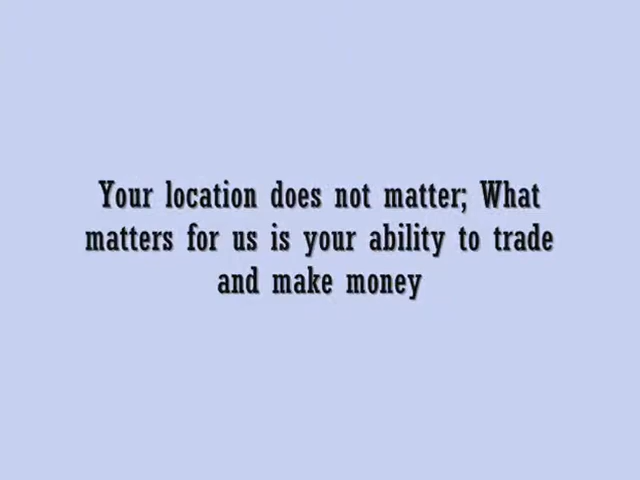 Your location does not matter; What
matters for us is your ability to trade
and make money